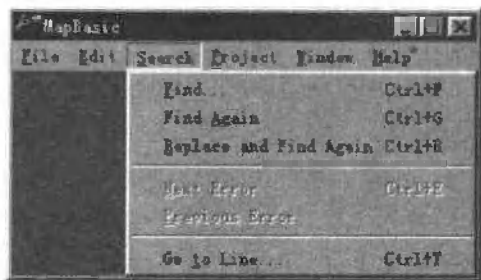 MapBasic
File Edit Search Project Window Help
Find... Ctrl+F
Find Again Ctrl+G
Replace and Find Again Ctrl+R
Next Error Ctrl+E
Previous Error
Go to Line... Ctrl+T